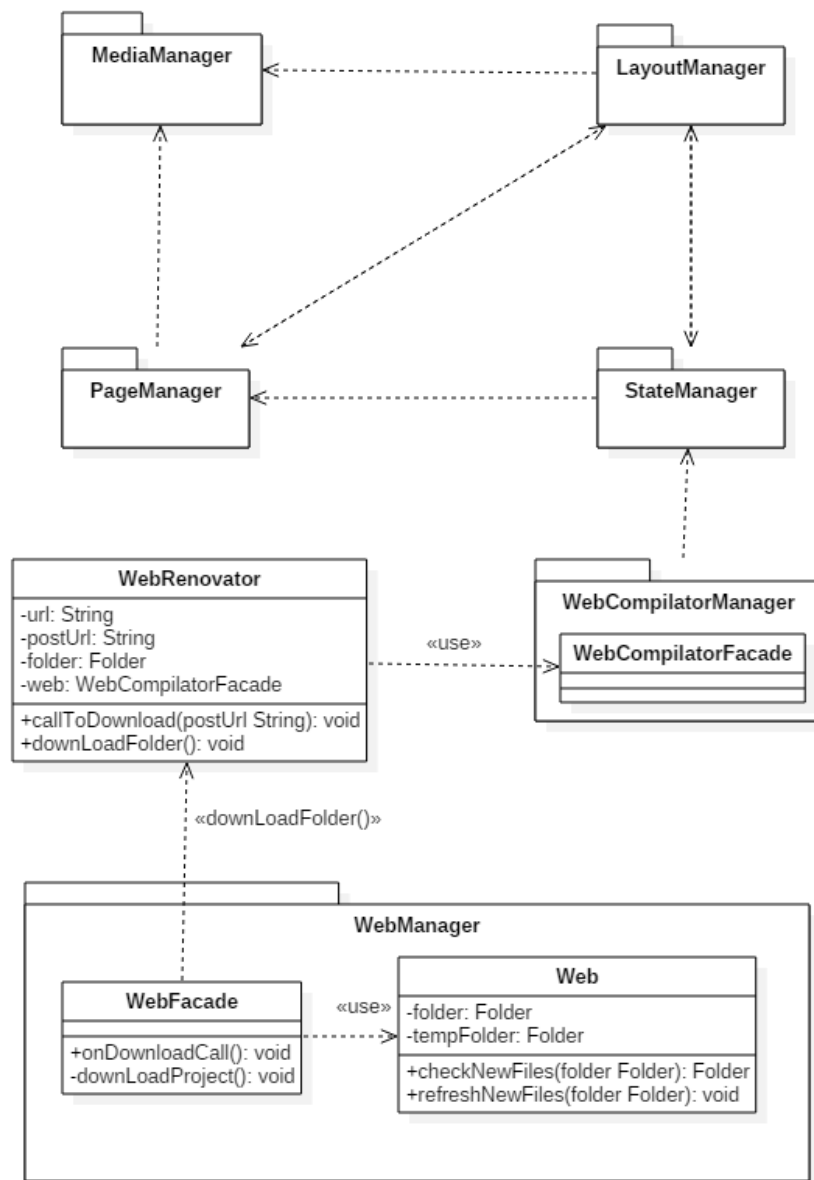 MediaManager
LayoutManager
PageManager
StateManager
WebRenovator
-url: String
-postUrl: String
-folder: Folder
-web: WebCompilatorFacade
+callToDownload(postUrl String): void
+downLoadFolder(): void
«use»
WebCompilatorManager
WebCompilatorFacade
«downLoadFolder()»
WebManager
WebFacade
+onDownloadCall(): void
-downLoadProject(): void
«use»
Web
-folder: Folder
-tempFolder: Folder
+checkNewFiles(folder Folder): Folder
+refreshNewFiles(folder Folder): void